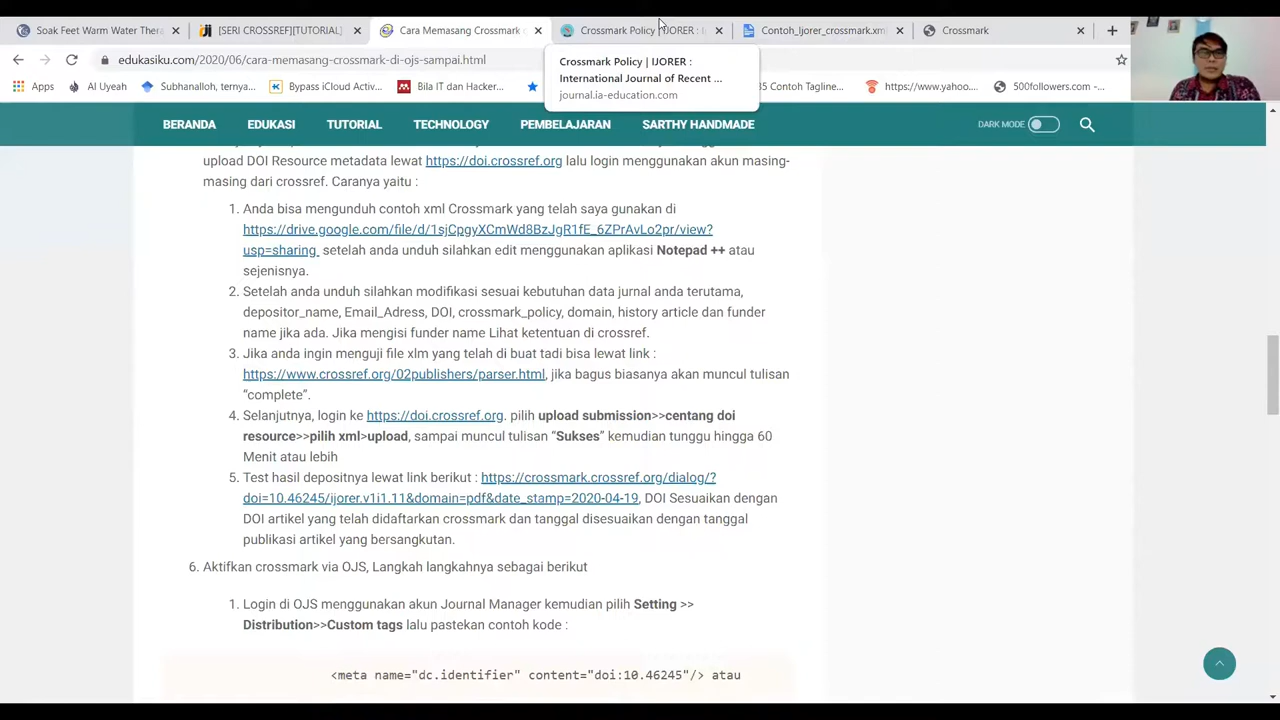 Soak Feet Warm Water Thera
[SERI CROSSREF][TUTORIAL]
Cara Memasang Crossmark
Crossmark Policy | IJORER : I
Contoh_Ijorer_crossmark.xm
Crossmark
edukasiku.com/2020/06/cara-memasang-crossmark-di-ojs-sampai.html
Crossmark Policy | IJORER :
International Journal of Recent ...
journal.ia-education.com
Apps
Al Uyeah
Subhanolloh, ternya...
Bypass iCloud Activ...
Bila IT dan Hacker...
35 Contoh Tagline...
https://www.yahoo...
500followers.com -...
BERANDA
EDUKASI
TUTORIAL
TECHNOLOGY
PEMBELAJARAN
SARTHY HANDMADE
DARK MODE
upload DOI Resource metadata lewat https://doi.crossref.org lalu login menggunakan akun masing-
masing dari crossref. Caranya yaitu :
1. Anda bisa mengunduh contoh xml Crossmark yang telah saya gunakan di
https://drive.google.com/file/d/1sjCpgyXCmWd8BzJgR1fE_6ZPrAvLo2pr/view?
usp=sharing setelah anda unduh silahkan edit menggunakan aplikasi Notepad ++ atau
sejenisnya.
2. Setelah anda unduh silahkan modifikasi sesuai kebutuhan data jurnal anda terutama,
depositor_name, Email_Adress, DOI, crossmark_policy, domain, history article dan funder
name jika ada. Jika mengisi funder name Lihat ketentuan di crossref.
3. Jika anda ingin menguji file xlm yang telah di buat tadi bisa lewat link :
https://www.crossref.org/02publishers/parser.html, jika bagus biasanya akan muncul tulisan
“complete”.
4. Selanjutnya, login ke https://doi.crossref.org. pilih upload submission>>centang doi
resource>>pilih xml>upload, sampai muncul tulisan “Sukses” kemudian tunggu hingga 60
Menit atau lebih
5. Test hasil depositnya lewat link berikut : https://crossmark.crossref.org/dialog/?
doi=10.46245/ijorer.v1i1.11&domain=pdf&date_stamp=2020-04-19, DOI Sesuaikan dengan
DOI artikel yang telah didaftarkan crossmark dan tanggal disesuaikan dengan tanggal
publikasi artikel yang bersangkutan.
6. Aktifkan crossmark via OJS, Langkah langkahnya sebagai berikut
1. Login di OJS menggunakan akun Journal Manager kemudian pilih Setting >>
Distribution>>Custom tags lalu pastekan contoh kode :
<meta name="dc.identifier" content="doi:10.46245"/> atau